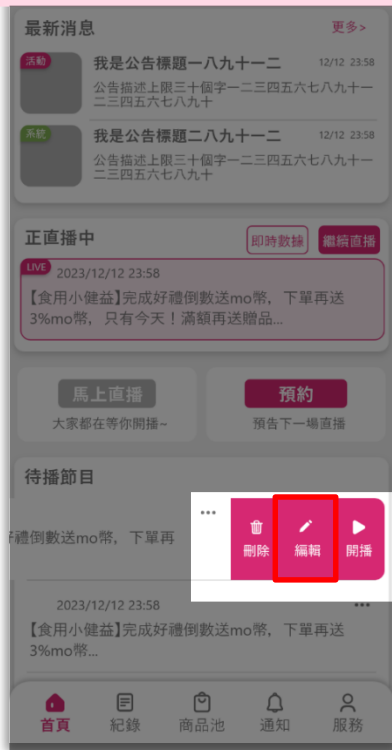 最新消息 更多>
活動 我是公告標題一八九十一二 12/12 23:58
公告描述上限三十個字一二三四五六七八九十一
二三四五六七八九十
系統 我是公告標題二八九十一二 12/12 23:58
公告描述上限三十個字一二三四五六七八九十一
二三四五六七八九十
正直播中 即時數據 繼續直播
LIVE 2023/12/12 23:58
【食用小健益】完成好禮倒數送mo幣，下單再送
3%mo幣，只有今天！滿額再送贈品...
馬上直播 預約
大家都在等你開播~ 預告下一場直播
待播節目
...
好禮倒數送mo幣，下單再
刪除 編輯 開播
2023/12/12 23:58 ...
【食用小健益】完成好禮倒數送mo幣，下單再送
3%mo幣...
首頁 紀錄 商品池 通知 服務